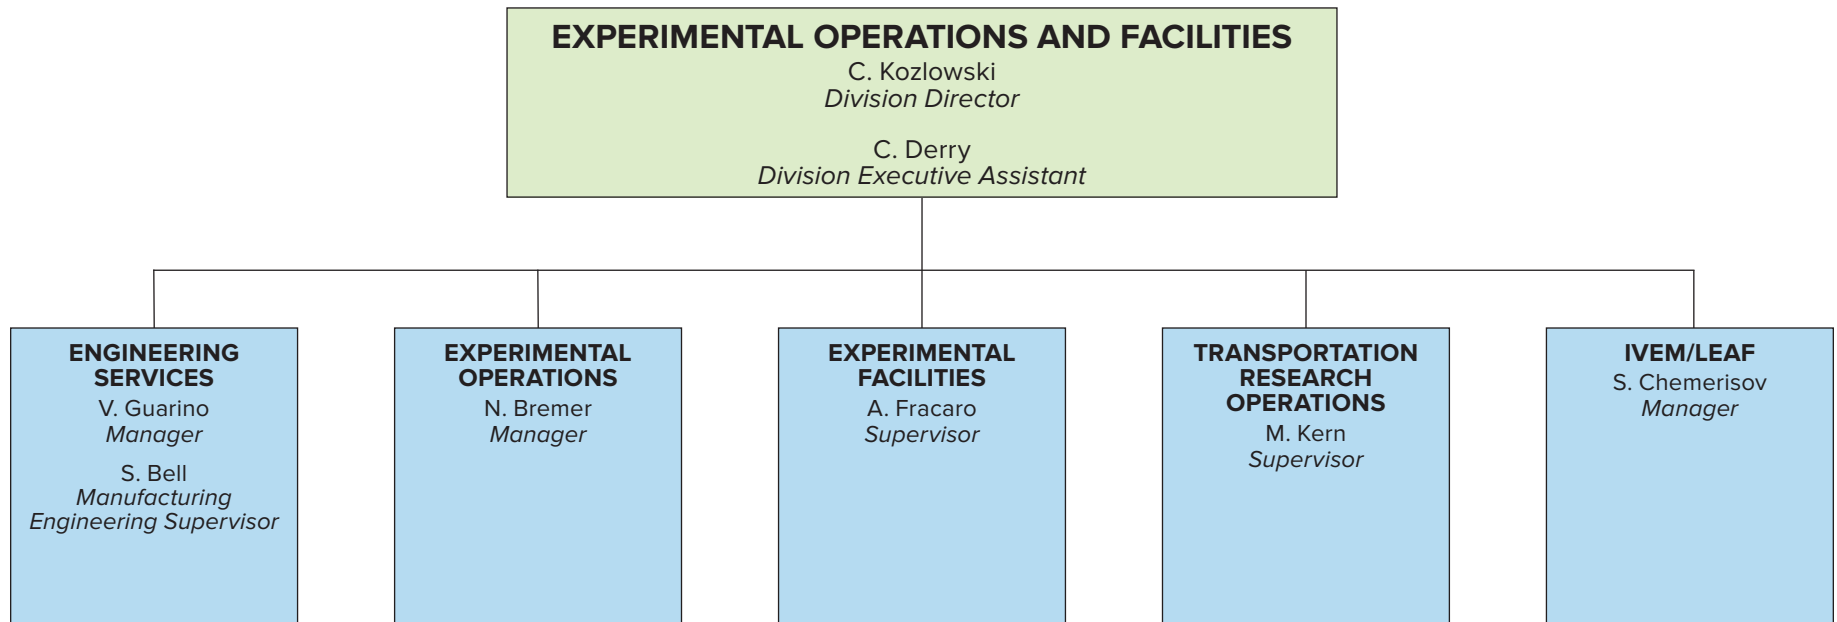 EXPERIMENTAL OPERATIONS AND FACILITIES
C. Kozlowski
Division Director
C. Derry
Division Executive Assistant
ENGINEERING
SERVICES
V. Guarino
Manager
S. Bell
Manufacturing
Engineering Supervisor
EXPERIMENTAL
OPERATIONS
N. Bremer
Manager
EXPERIMENTAL
FACILITIES
A. Fracaro
Supervisor
TRANSPORTATION
RESEARCH
OPERATIONS
M. Kern
Supervisor
IVEM/LEAF
S. Chemerisov
Manager